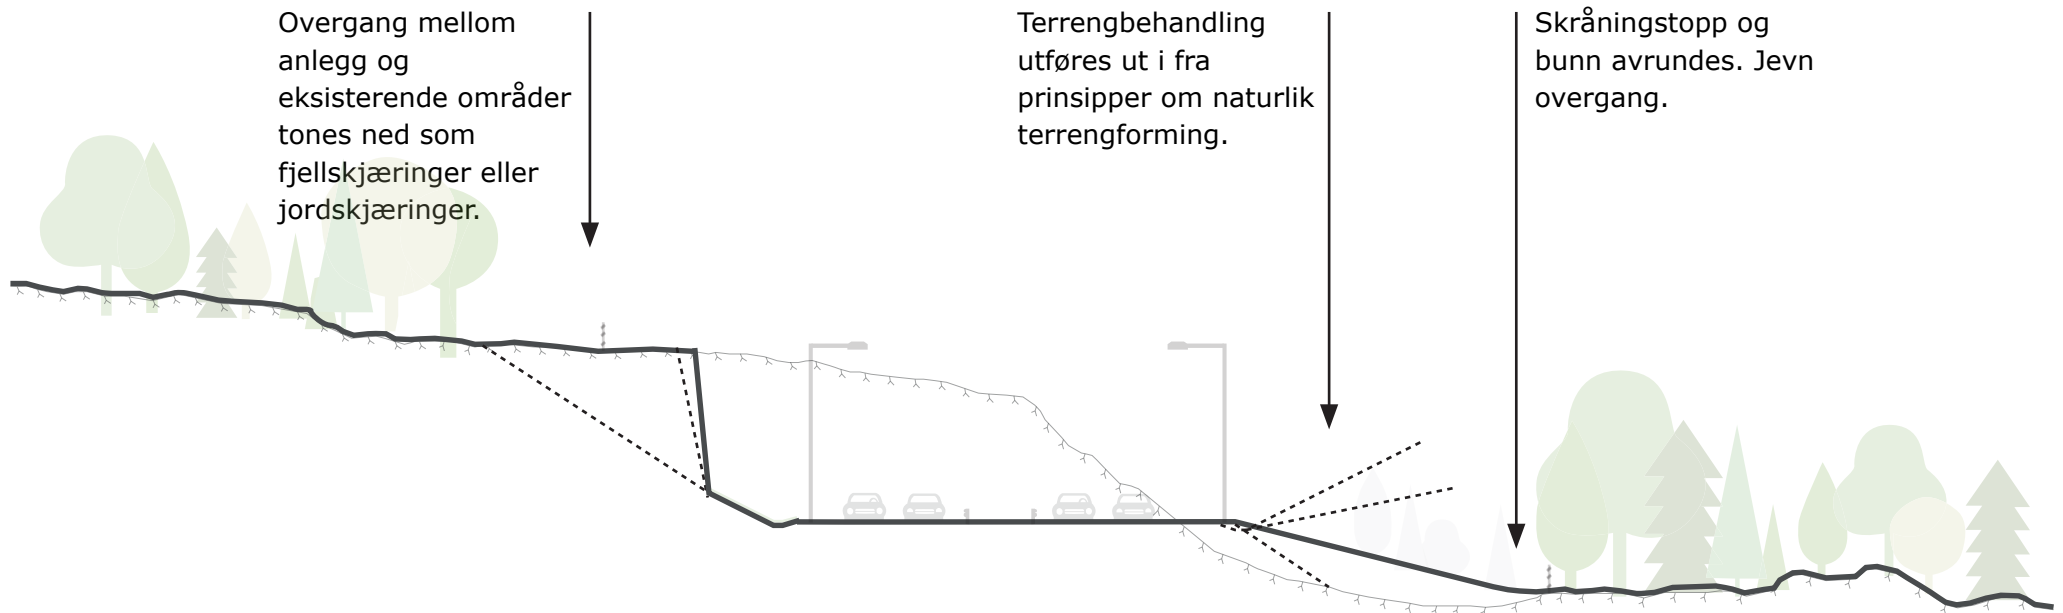 Overgang mellom
anlegg og
eksisterende områder
tones ned som
fjellskjæringer eller
jordskjæringer.
Terrengbehandling
utføres ut i fra
prinsipper om naturlik
terrengforming.
Skråningstopp og
bunn avrundes. Jevn
overgang.